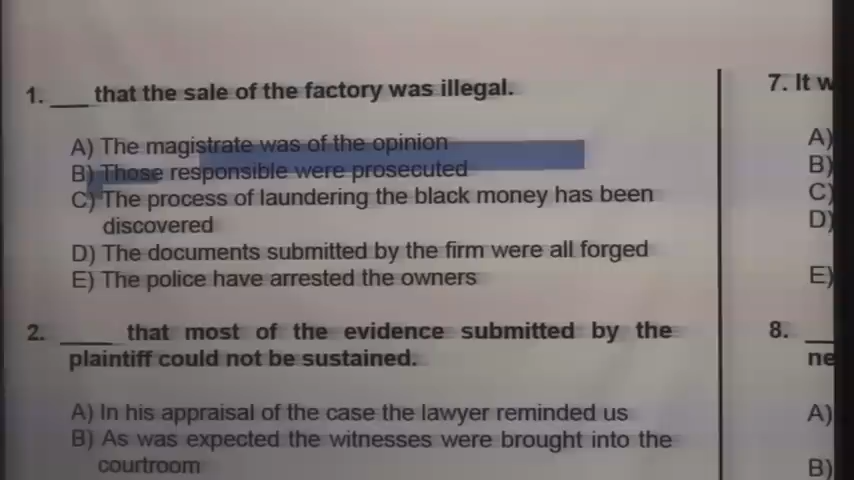 1. ___ that the sale of the factory was illegal.
A) The magistrate was of the opinion
B) Those responsible were prosecuted
C) The process of laundering the black money has been
discovered
D) The documents submitted by the firm were all forged
E) The police have arrested the owners
2. ____ that most of the evidence submitted by the
plaintiff could not be sustained.
A) In his appraisal of the case the lawyer reminded us
B) As was expected the witnesses were brought into the
courtroom
7. It w
A)
B)
C)
D)
E)
8. __
ne
A)
B)